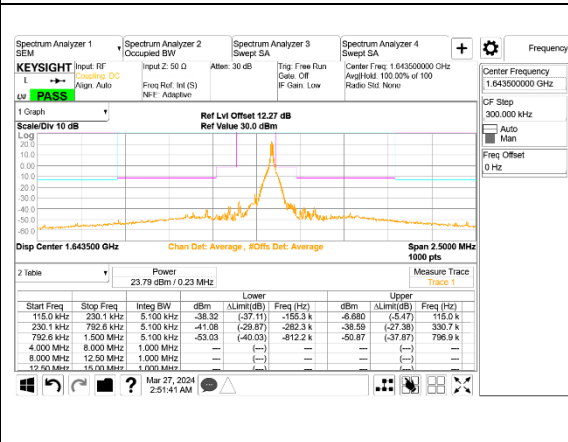 Spectrum Analyzer 1
SEM
Spectrum Analyzer 2
Occupied BW
Spectrum Analyzer 3
Swept SA
Spectrum Analyzer 4
Swept SA
+
Frequency
KEYSIGHT
L
PASS
Input: RF
Coupling: DC
Align: Auto
Input Z: 50 Ω
Freq Ref: Int (S)
NFE: Adaptive
Atten: 30 dB
Trig: Free Run
Gate: Off
IF Gain: Low
Center Freq: 1.643500000 GHz
Avg|Hold: 100.00% of 100
Radio Std: None
Center Frequency
1.643500000 GHz
CF Step
300.000 kHz
Auto
Man
Freq Offset
0 Hz
1 Graph
Scale/Div 10 dB
Ref Lvl Offset 12.27 dB
Ref Value 30.0 dBm
Log
20.0
10.0
0.00
-10.0
-20.0
-30.0
-40.0
-50.0
-60.0
Disp Center 1.643500 GHz
Chan Det: Average , #Offs Det: Average
Span 2.5000 MHz
1000 pts
2 Table
Power
23.79 dBm / 0.23 MHz
Measure Trace
Trace 1
Lower Upper
Start Freq Stop Freq Integ BW dBm ΔLimit(dB) Freq (Hz) dBm ΔLimit(dB) Freq (Hz)
115.0 kHz 230.1 kHz 5.100 kHz -38.32 (-37.11) -155.3 k -6.680 (-5.47) 115.0 k
230.1 kHz 792.6 kHz 5.100 kHz -41.08 (-29.87) -282.3 k -38.59 (-27.38) 330.7 k
792.6 kHz 1.500 MHz 5.100 kHz -53.03 (-40.03) -812.2 k -50.87 (-37.87) 796.9 k
4.000 MHz 8.000 MHz 1.000 MHz --- (---) --- --- (---) ---
8.000 MHz 12.50 MHz 1.000 MHz --- (---) --- --- (---) ---
12.50 MHz 15.00 MHz 1.000 MHz --- (---) --- --- (---) ---
?
Mar 27, 2024
2:51:41 AM